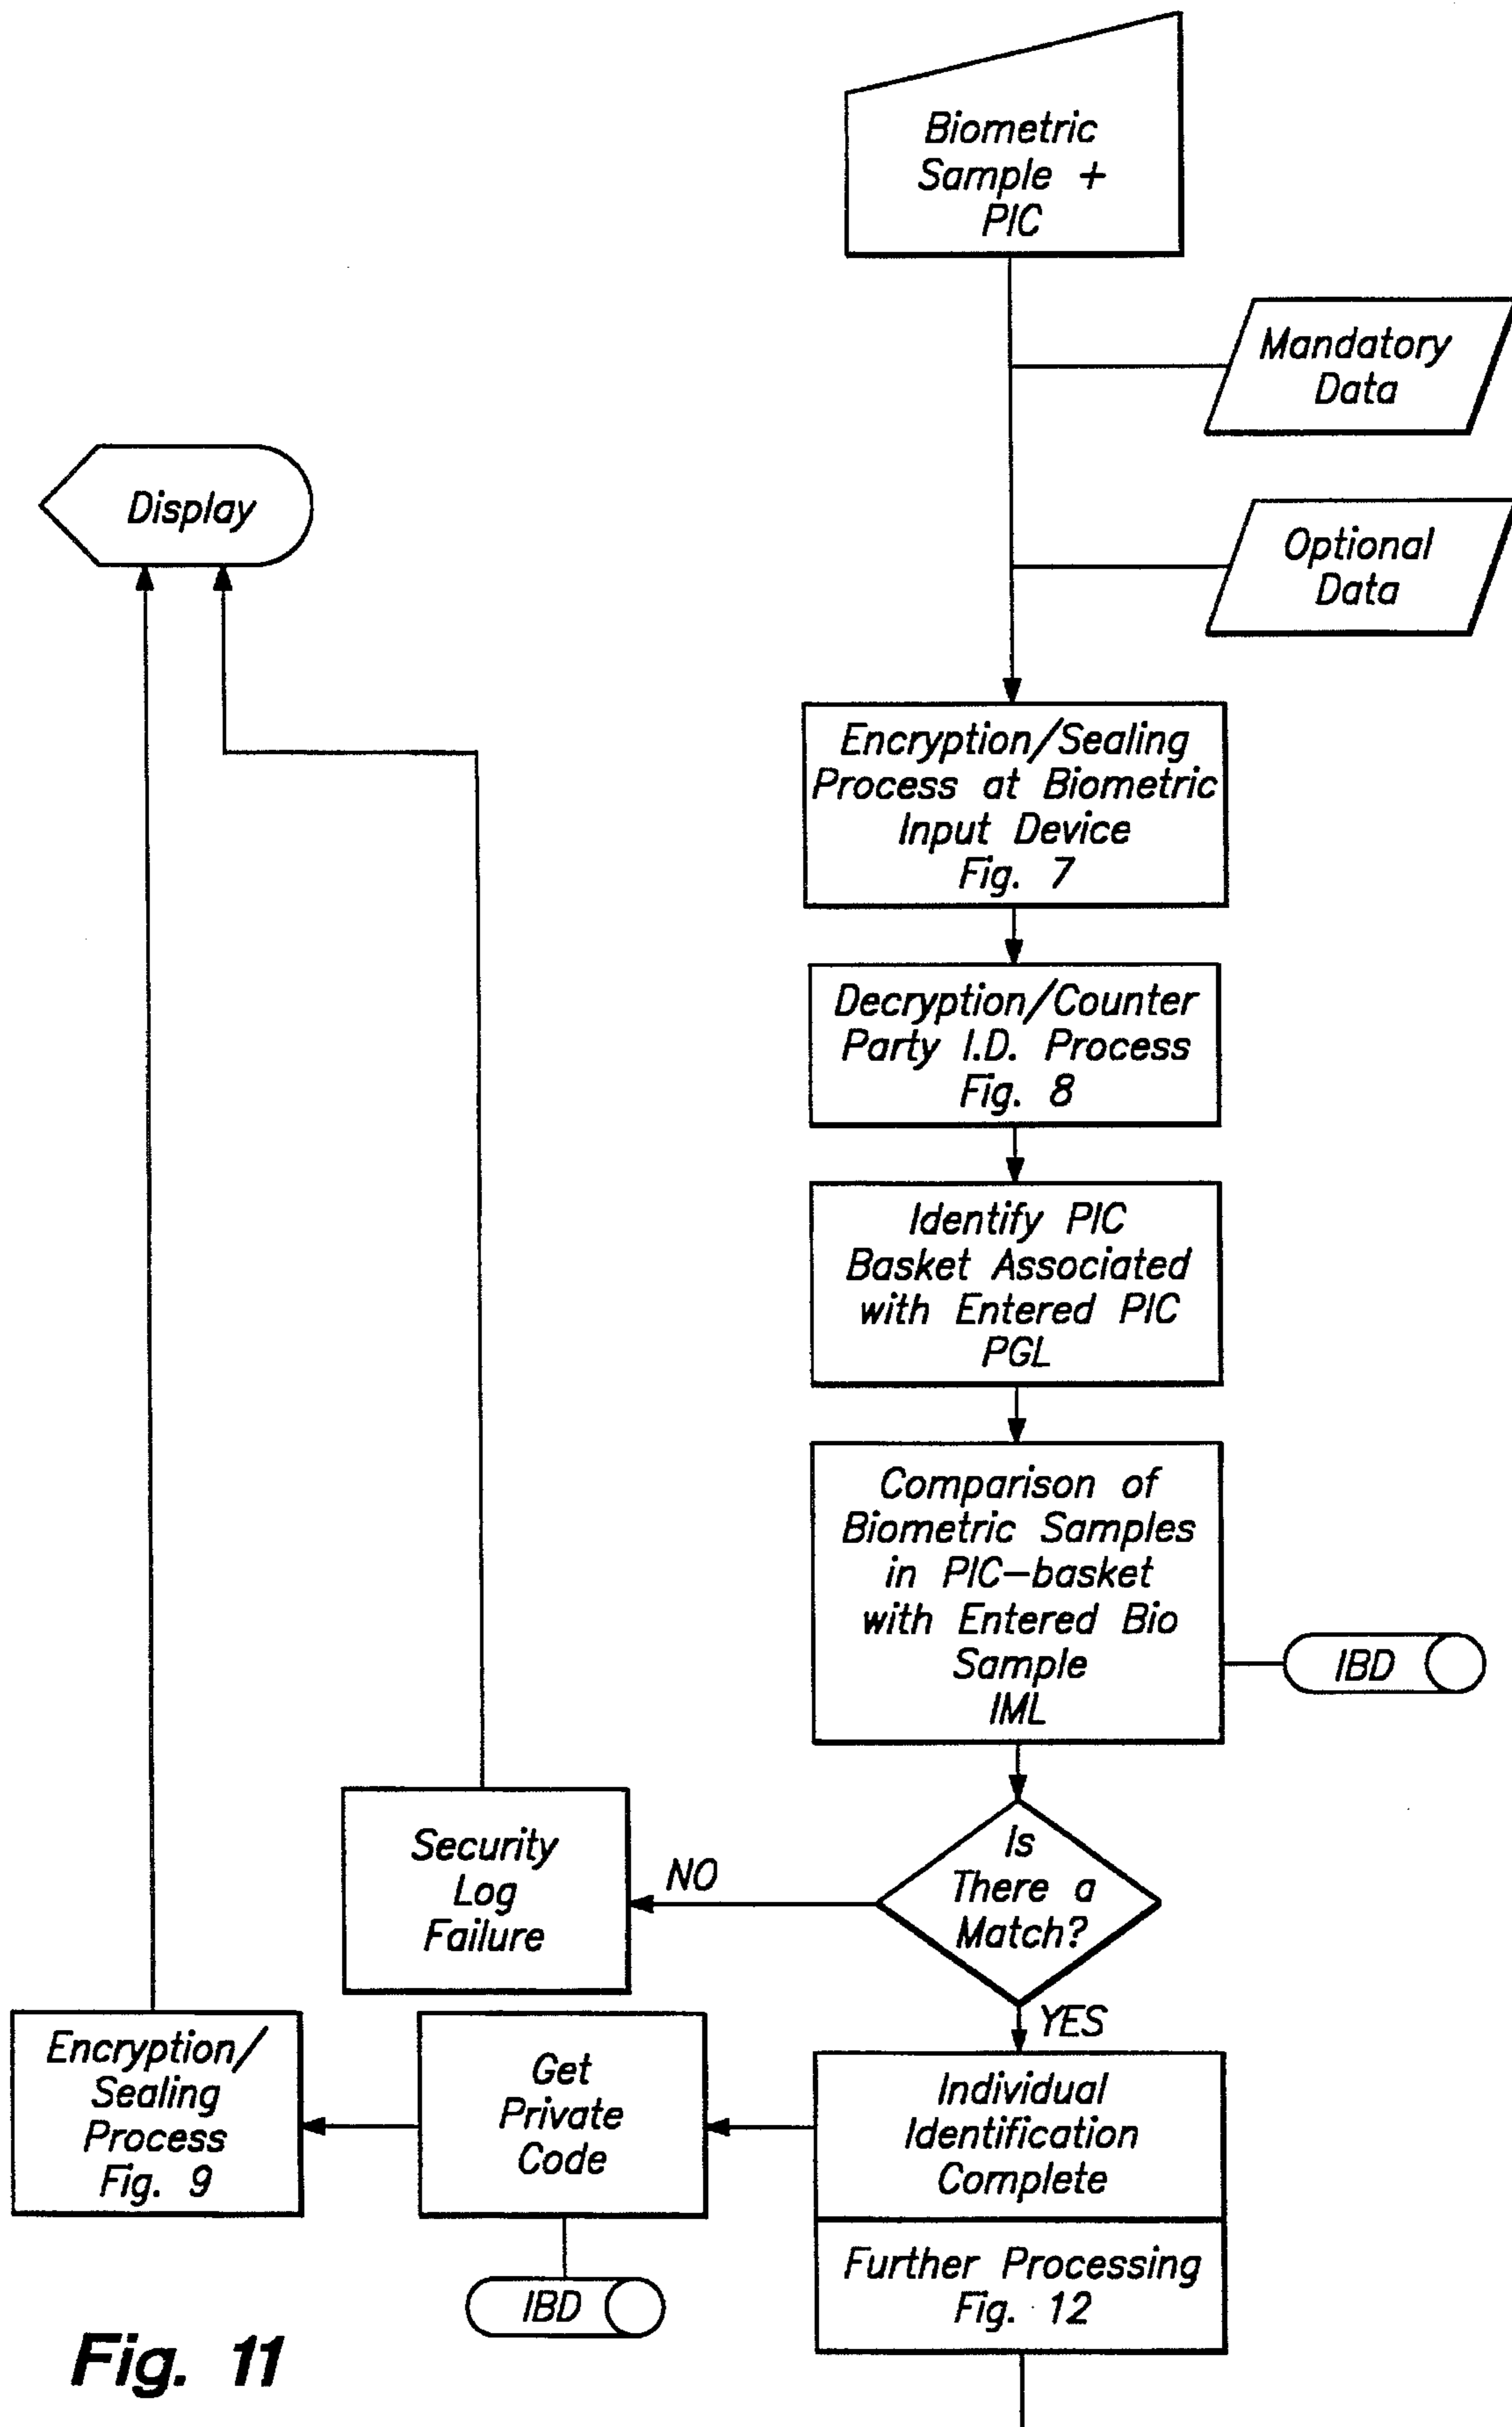 Biometric
Sample +
PIC
Mandatory
Data
Display
Optional
Data
Encryption/Sealing
Process at Biometric
Input Device
Fig. 7
Decryption/Counter
Party I.D. Process
Fig. 8
Identify PIC
Basket Associated
with Entered PIC
PGL
Comparison of
Biometric Samples
in PIC-basket
with Entered Bio
Sample
IML
IBD
Is
There a
Match?
NO
Security
Log
Failure
YES
Individual
Identification
Complete
Further Processing
Fig. 12
Get
Private
Code
IBD
Encryption/
Sealing
Process
Fig. 9
Fig. 11